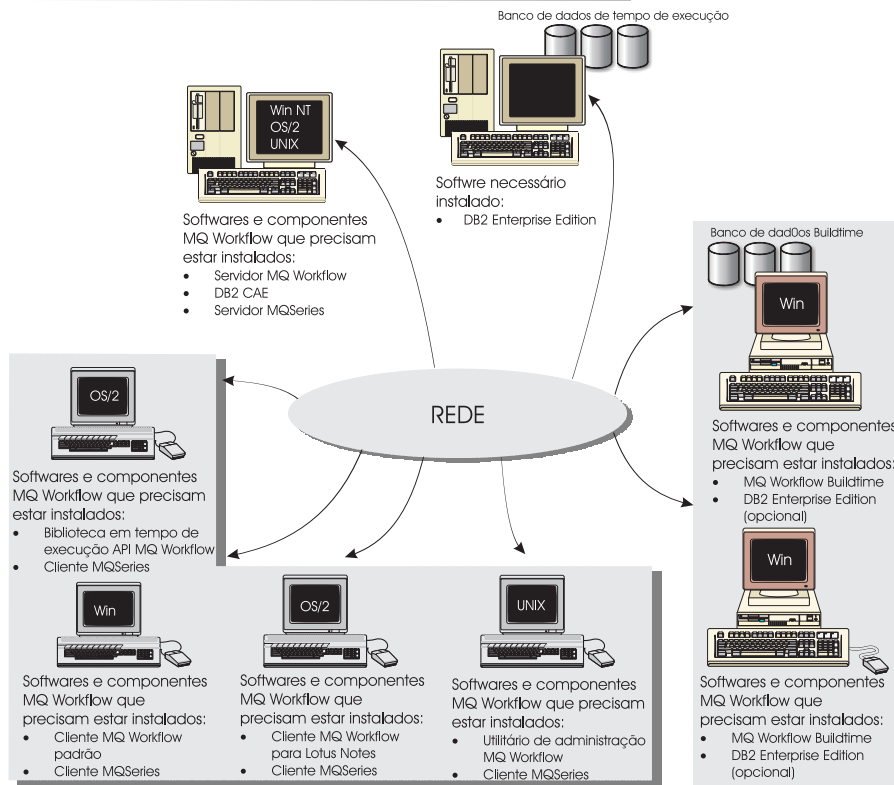 Banco de dados de tempo de execução
Win NT
OS/2
UNIX
Softwares e componentes
MQ Workflow que precisam
estar instalados:
• Servidor MQ Workflow
• DB2 CAE
• Servidor MQSeries
Softwre necessário
instalado:
• DB2 Enterprise Edition
Banco de dad0os Buildtime
Win
Softwares e componentes
MQ Workflow que
precisam estar instalados:
• MQ Workflow Buildtime
• DB2 Enterprise Edition
(opcional)
REDE
OS/2
Softwares e componentes
MQ Workflow que precisam
estar instalados:
• Biblioteca em tempo de
execução API MQ Workflow
• Cliente MQSeries
Win
Softwares e componentes
MQ Workflow que
precisam estar instalados:
• Cliente MQ Workflow
padrão
• Cliente MQSeries
OS/2
Softwares e componentes
MQ Workflow que
precisam estar instalados:
• Cliente MQ Workflow
para Lotus Notes
• Cliente MQSeries
UNIX
Softwares e componentes
MQ Workflow que precisam
estar instalados:
• Utilitário de administração
MQ Workflow
• Cliente MQSeries
Win
Softwares e componentes
MQ Workflow que
precisam estar instalados:
• MQ Workflow Buildtime
• DB2 Enterprise Edition
(opcional)